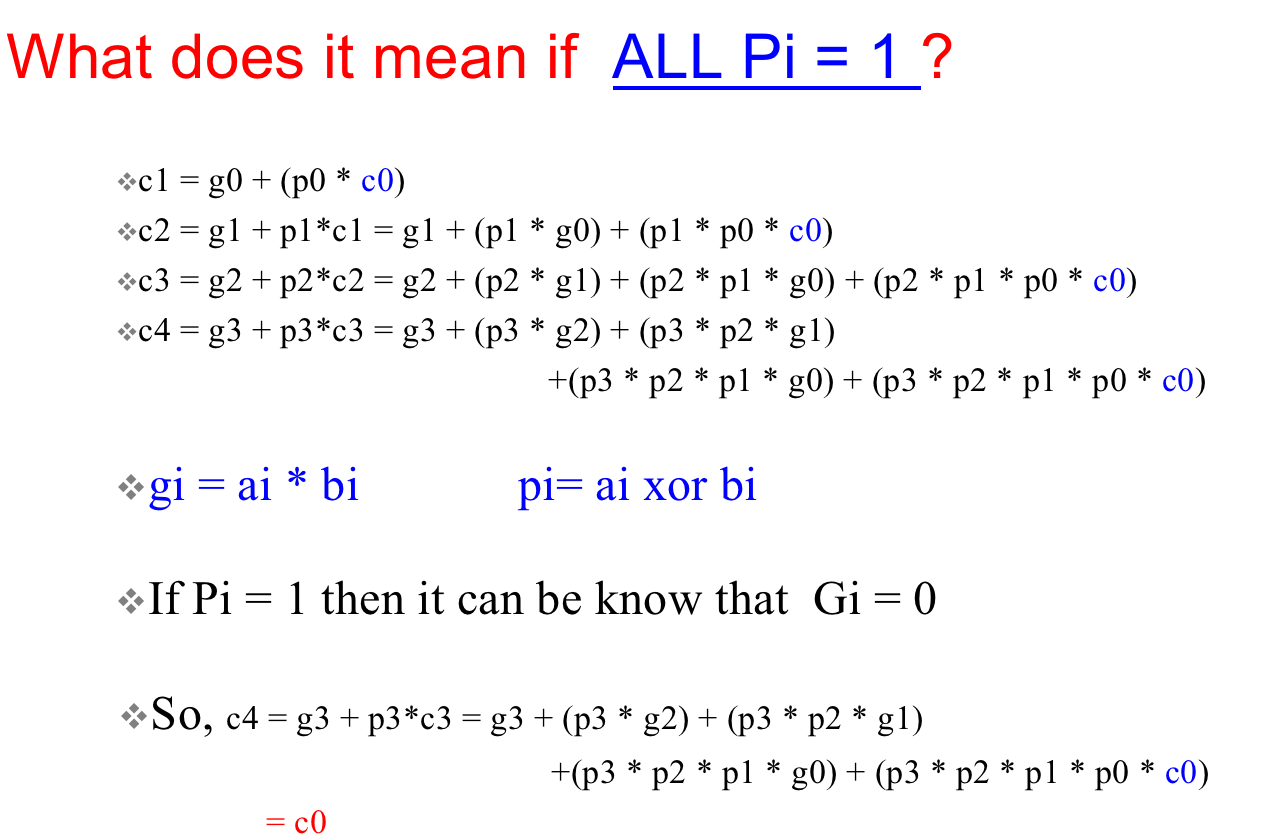 What does it mean if ALL Pi = 1 ?
❖c1 = g0 + (p0 * c0)
❖c2 = g1 + p1*c1 = g1 + (p1 * g0) + (p1 * p0 * c0)
❖c3 = g2 + p2*c2 = g2 + (p2 * g1) + (p2 * p1 * g0) + (p2 * p1 * p0 * c0)
❖c4 = g3 + p3*c3 = g3 + (p3 * g2) + (p3 * p2 * g1)
+(p3 * p2 * p1 * g0) + (p3 * p2 * p1 * p0 * c0)
❖gi = ai * bi pi= ai xor bi
❖If Pi = 1 then it can be know that Gi = 0
❖So, c4 = g3 + p3*c3 = g3 + (p3 * g2) + (p3 * p2 * g1)
+(p3 * p2 * p1 * g0) + (p3 * p2 * p1 * p0 * c0)
= c0